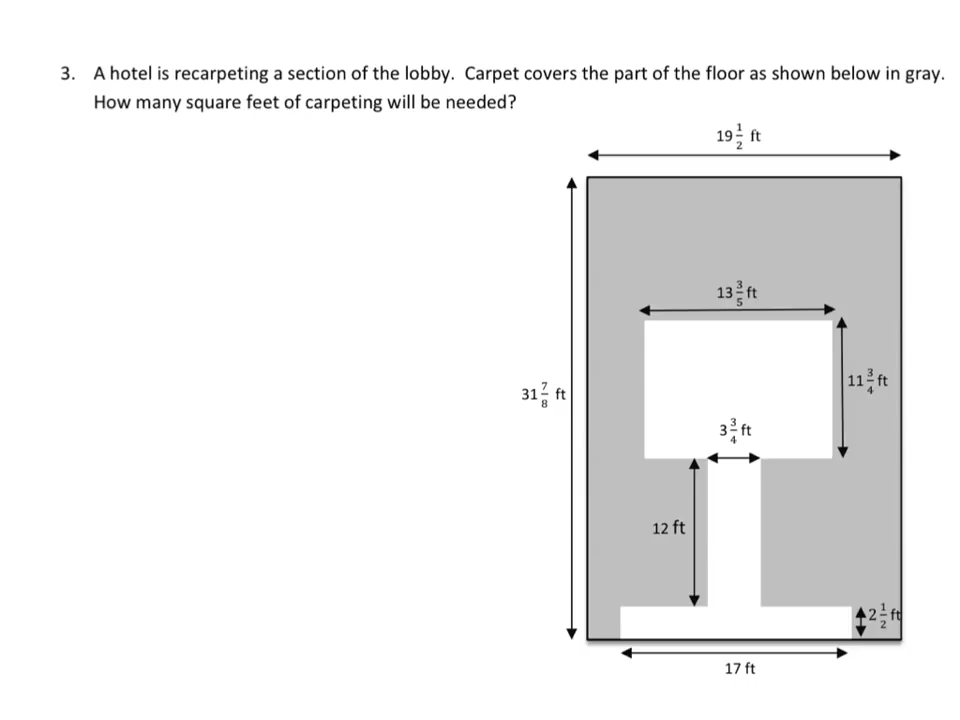 3. A hotel is recarpeting a section of the lobby. Carpet covers the part of the floor as shown below in gray.
How many square feet of carpeting will be needed?
19 1/2 ft
13 3/5 ft
11 3/4 ft
31 7/8 ft
3 3/4 ft
12 ft
2 1/2 ft
17 ft